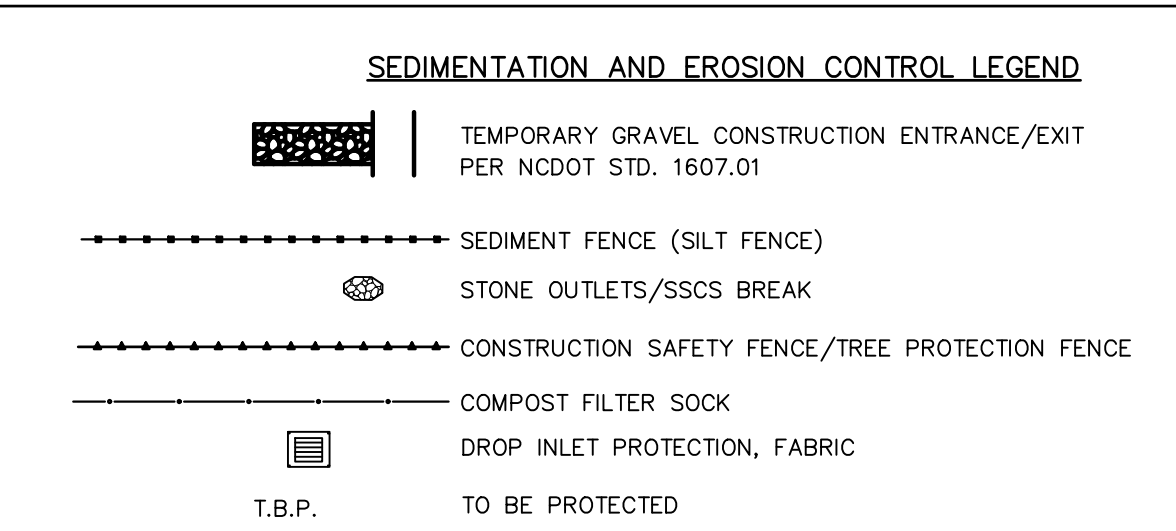 SEDIMENTATION AND EROSION CONTROL LEGEND
TEMPORARY GRAVEL CONSTRUCTION ENTRANCE/EXIT
PER NCDOT STD. 1607.01
SEDIMENT FENCE (SILT FENCE)
STONE OUTLETS/SSCS BREAK
CONSTRUCTION SAFETY FENCE/TREE PROTECTION FENCE
COMPOST FILTER SOCK
DROP INLET PROTECTION, FABRIC
T.B.P. TO BE PROTECTED